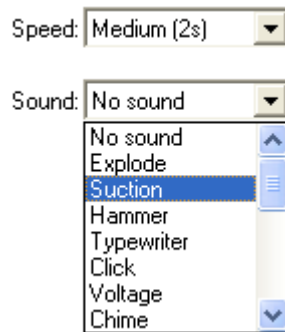 Speed: Medium (2s)
Sound: No sound
No sound
Explode
Suction
Hammer
Typewriter
Click
Voltage
Chime